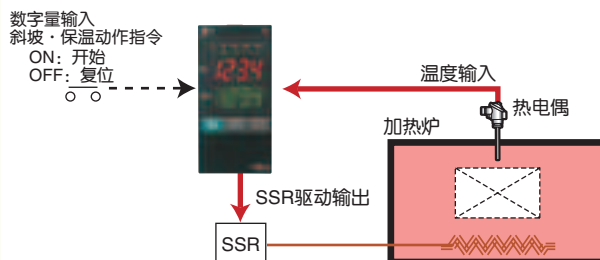 数字量输入
斜坡·保温动作指令
ON：开始
OFF：复位
温度输入
热电偶
加热炉
SSR驱动输出
SSR